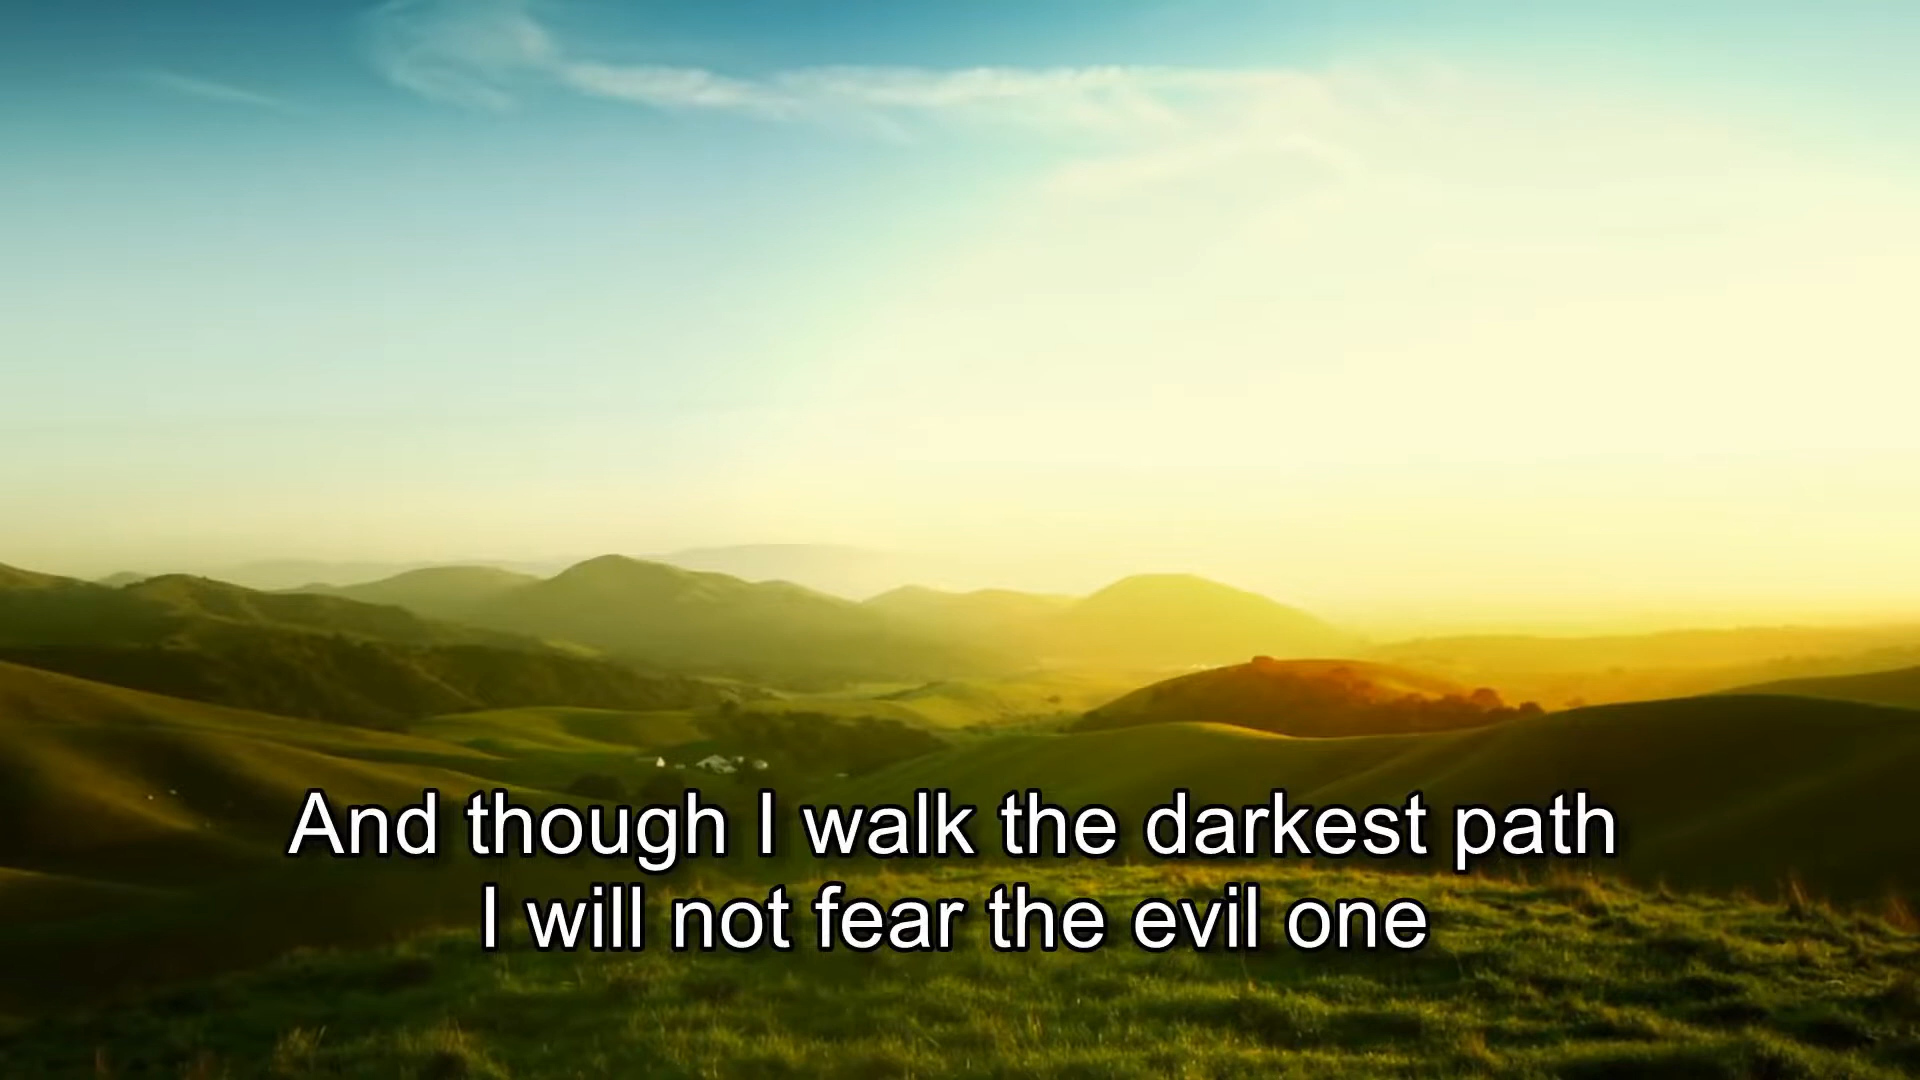 And though I walk the darkest path
I will not fear the evil one